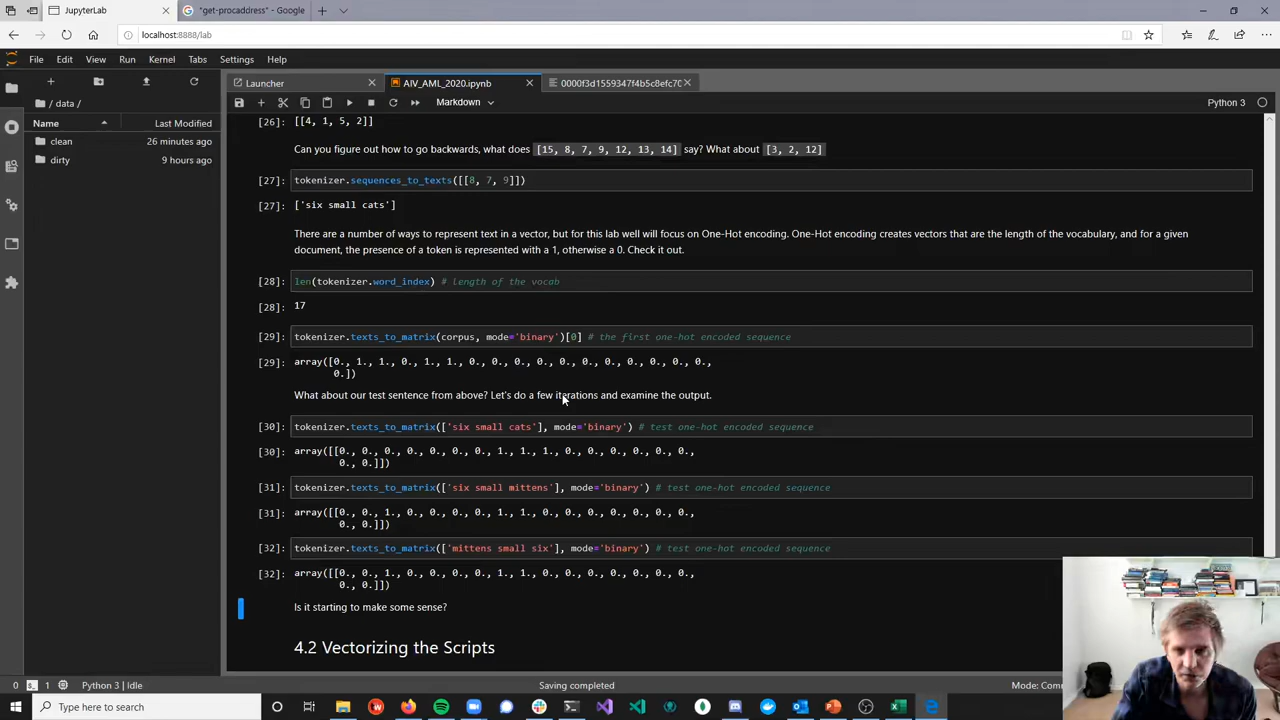 JupyterLab
"get-procaddress" - Google
localhost:8888/lab
File Edit View Run Kernel Tabs Settings Help
Launcher
AIV_AML_2020.ipynb
0000f3d1559347f4b5c8efc7
Markdown
Python 3
/ data /
Name Last Modified
clean 26 minutes ago
dirty 9 hours ago
[26]: [[4, 1, 5, 2]]
Can you figure out how to go backwards, what does [15, 8, 7, 9, 12, 13, 14] say? What about [3, 2, 12]
[27]: tokenizer.sequences_to_texts([[8, 7, 9]])
[27]: ['six small cats']
There are a number of ways to represent text in a vector, but for this lab well will focus on One-Hot encoding. One-Hot encoding creates vectors that are the length of the vocabulary, and for a given
document, the presence of a token is represented with a 1, otherwise a 0. Check it out.
[28]: len(tokenizer.word_index) # length of the vocab
[28]: 17
[29]: tokenizer.texts_to_matrix(corpus, mode='binary')[0] # the first one-hot encoded sequence
[29]: array([0., 1., 1., 0., 1., 1., 0., 0., 0., 0., 0., 0., 0., 0., 0., 0., 0.,
0.])
What about our test sentence from above? Let's do a few iterations and examine the output.
[30]: tokenizer.texts_to_matrix(['six small cats'], mode='binary') # test one-hot encoded sequence
[30]: array([[0., 0., 0., 0., 0., 0., 0., 1., 1., 1., 0., 0., 0., 0., 0., 0.,
0., 0.]])
[31]: tokenizer.texts_to_matrix(['six small mittens'], mode='binary') # test one-hot encoded sequence
[31]: array([[0., 0., 1., 0., 0., 0., 0., 1., 1., 0., 0., 0., 0., 0., 0., 0.,
0., 0.]])
[32]: tokenizer.texts_to_matrix(['mittens small six'], mode='binary') # test one-hot encoded sequence
[32]: array([[0., 0., 1., 0., 0., 0., 0., 1., 1., 0., 0., 0., 0., 0., 0., 0.,
0., 0.]])
Is it starting to make some sense?
4.2 Vectorizing the Scripts
0 1 Python 3 | Idle Saving completed Mode: Com
Type here to search